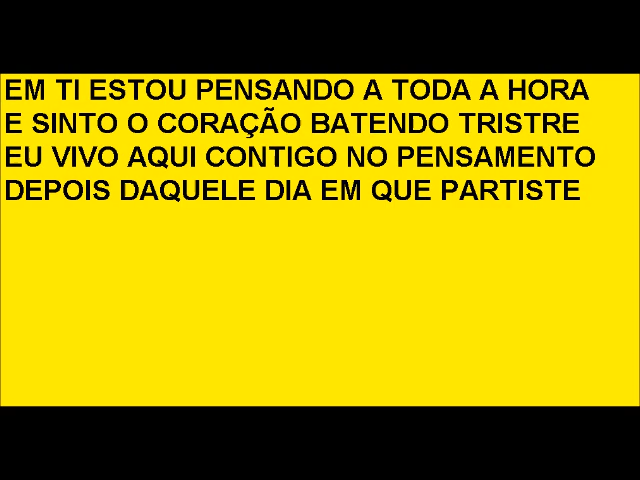 EM TI ESTOU PENSANDO A TODA A HORA
E SINTO O CORAÇÃO BATENDO TRISTRE
EU VIVO AQUI CONTIGO NO PENSAMENTO
DEPOIS DAQUELE DIA EM QUE PARTISTE